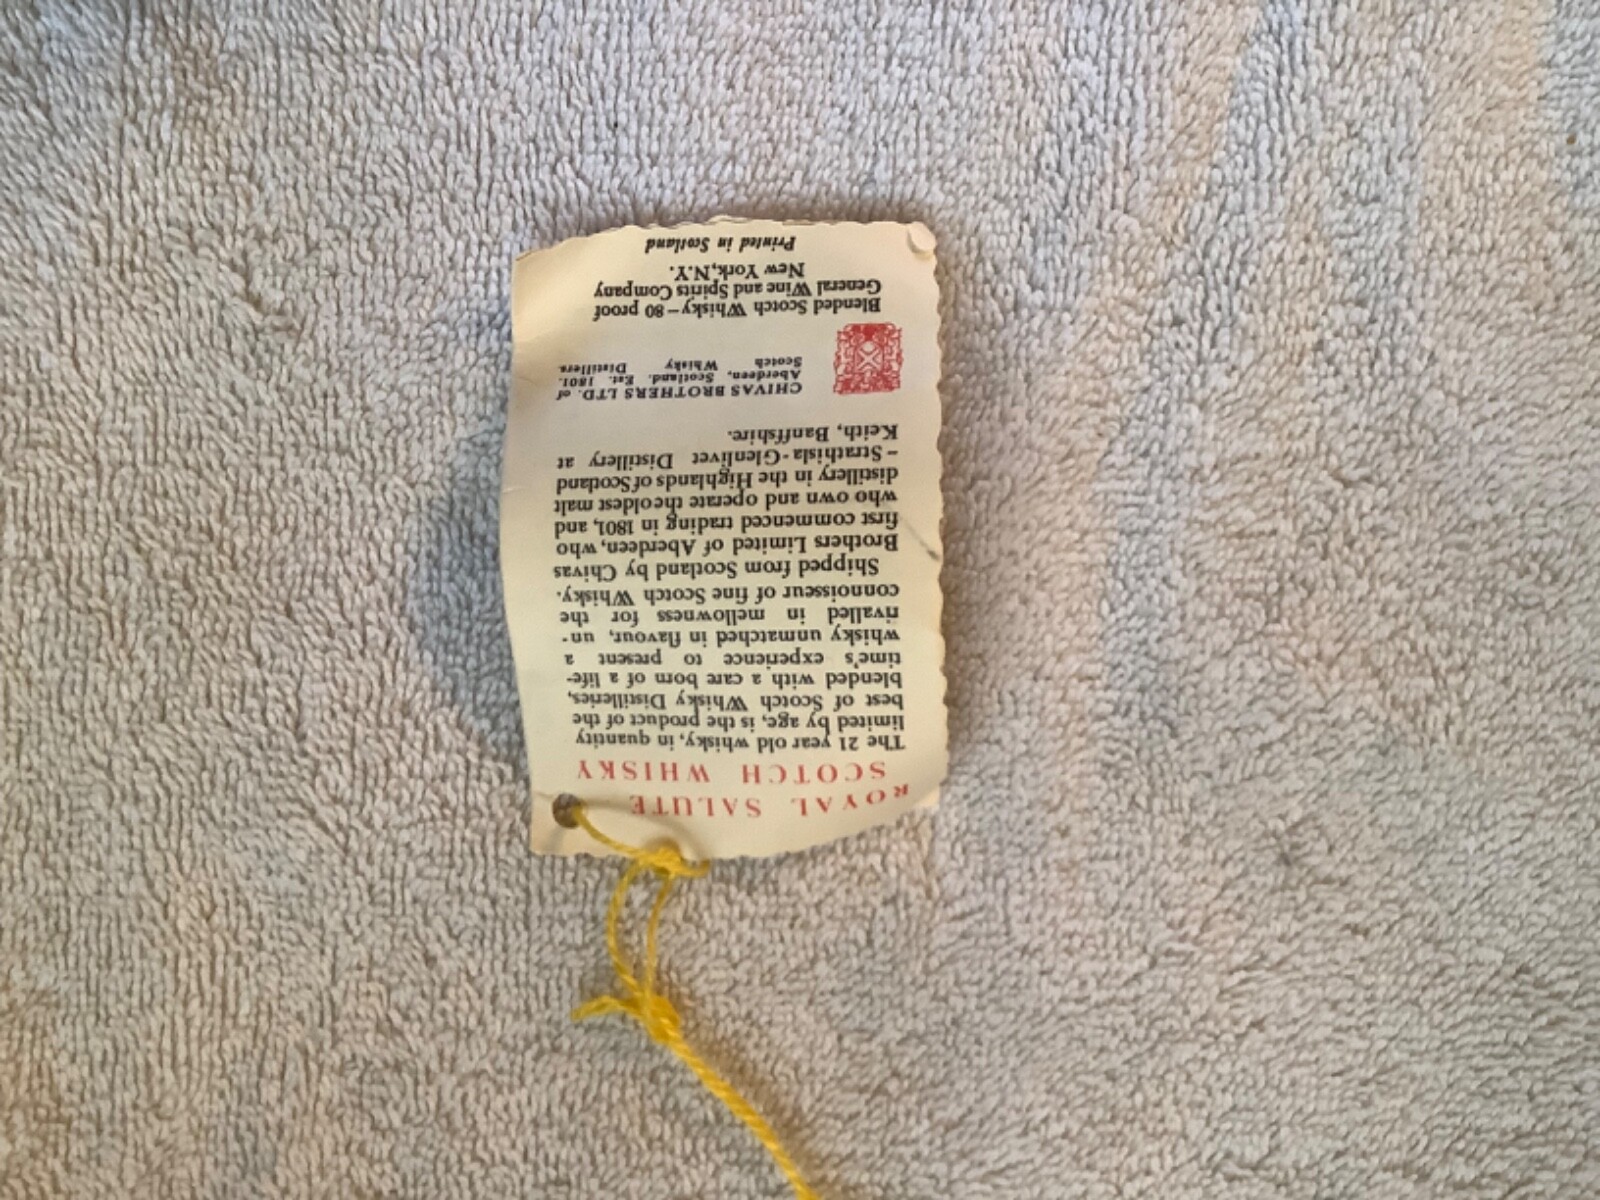 ROYAL SALUTE
SCOTCH WHISKY
The 21 year old whisky, in quantity
limited by age, is the product of the
best of Scotch Whisky Distilleries,
blended with a care born of a life-
time's experience to present a
whisky unmatched in flavour, un-
rivalled in mellowness for the
connoisseur of fine Scotch Whisky.
Shipped from Scotland by Chivas
Brothers Limited of Aberdeen, who
first commenced trading in 1801, and
who own and operate the oldest malt
distillery in the Highlands of Scotland
- Strathisla-Glenlivet Distillery at
Keith, Banffshire.
CHIVAS BROTHERS LTD. of
Aberdeen, Scotland. Est. 1801.
Scotch Whisky Distillers.
Blended Scotch Whisky - 80 proof
General Wine and Spirits Company
New York, N.Y.
Printed in Scotland